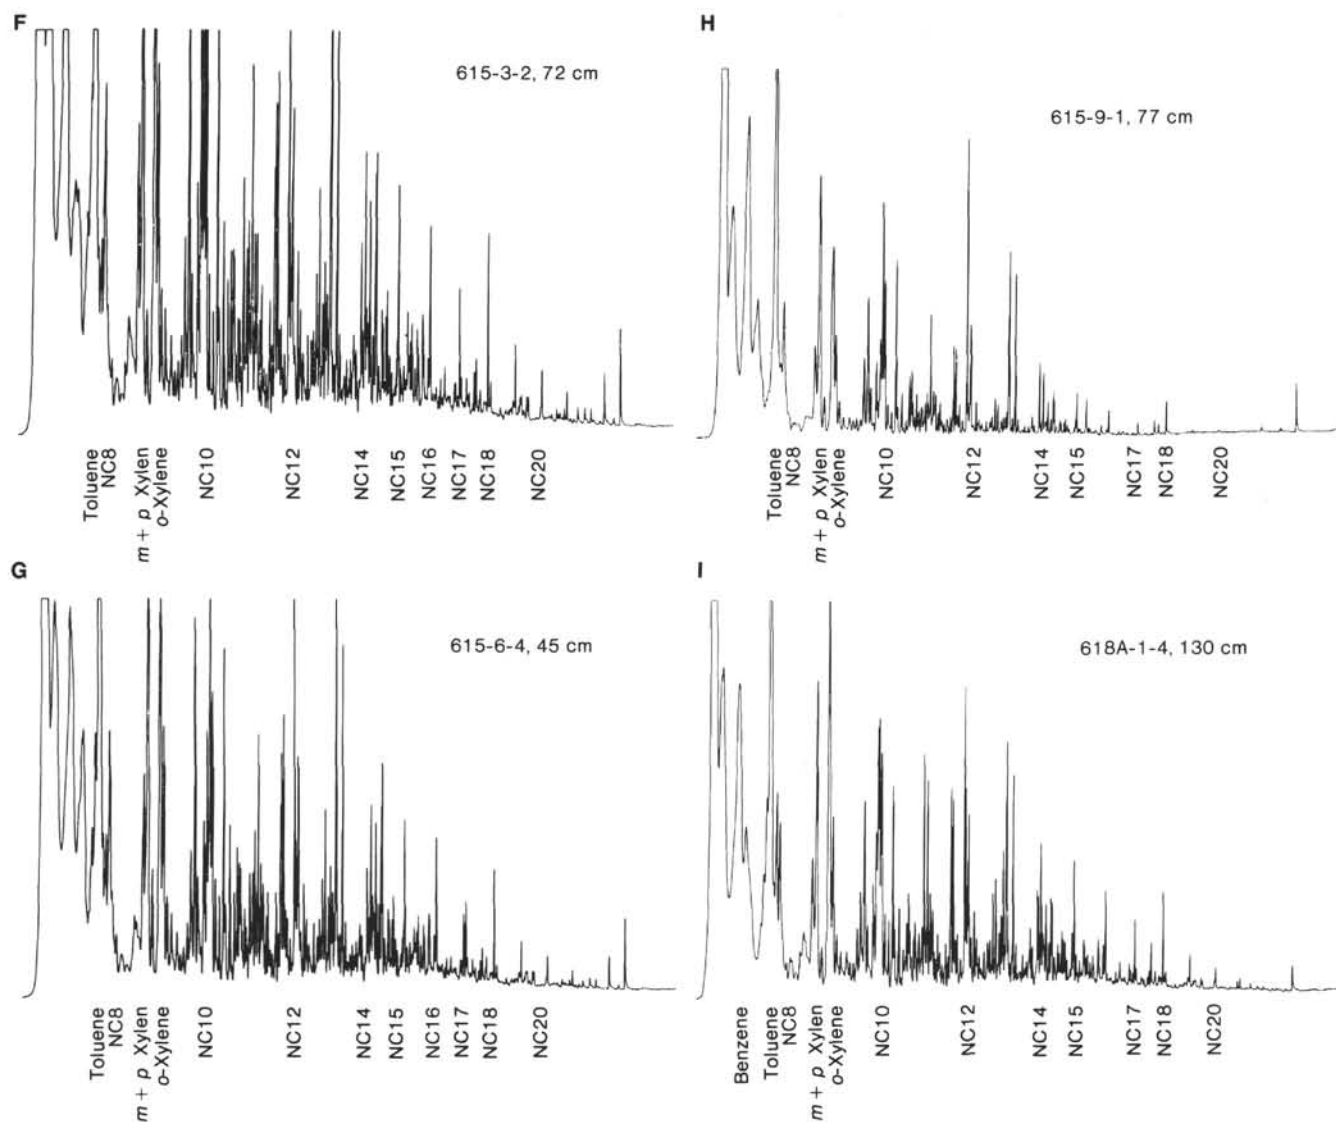 F
615-3-2, 72 cm
Toluene
NC8
m + p Xylen
o-Xylene
NC10
NC12
NC14
NC15
NC16
NC17
NC18
NC20
H
615-9-1, 77 cm
Toluene
NC8
m + p Xylen
o-Xylene
NC10
NC12
NC14
NC15
NC17
NC18
NC20
G
615-6-4, 45 cm
Toluene
NC8
m + p Xylen
o-Xylene
NC10
NC12
NC14
NC15
NC16
NC17
NC18
NC20
I
618A-1-4, 130 cm
Benzene
Toluene
NC8
m + p Xylen
o-Xylene
NC10
NC12
NC14
NC15
NC17
NC18
NC20